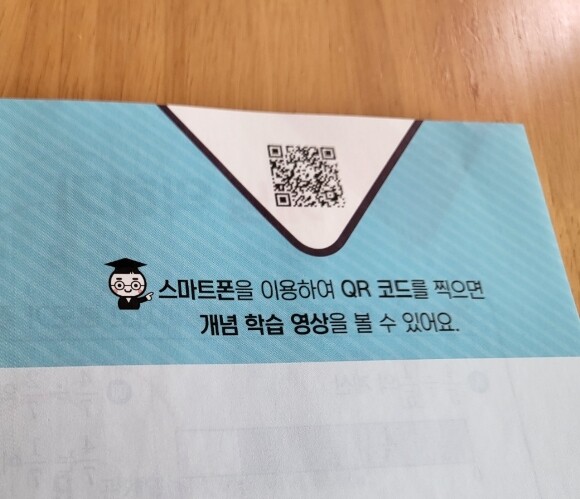 스마트폰을 이용하여 QR 코드를 찍으면
개념 학습 영상을 볼 수 있어요.